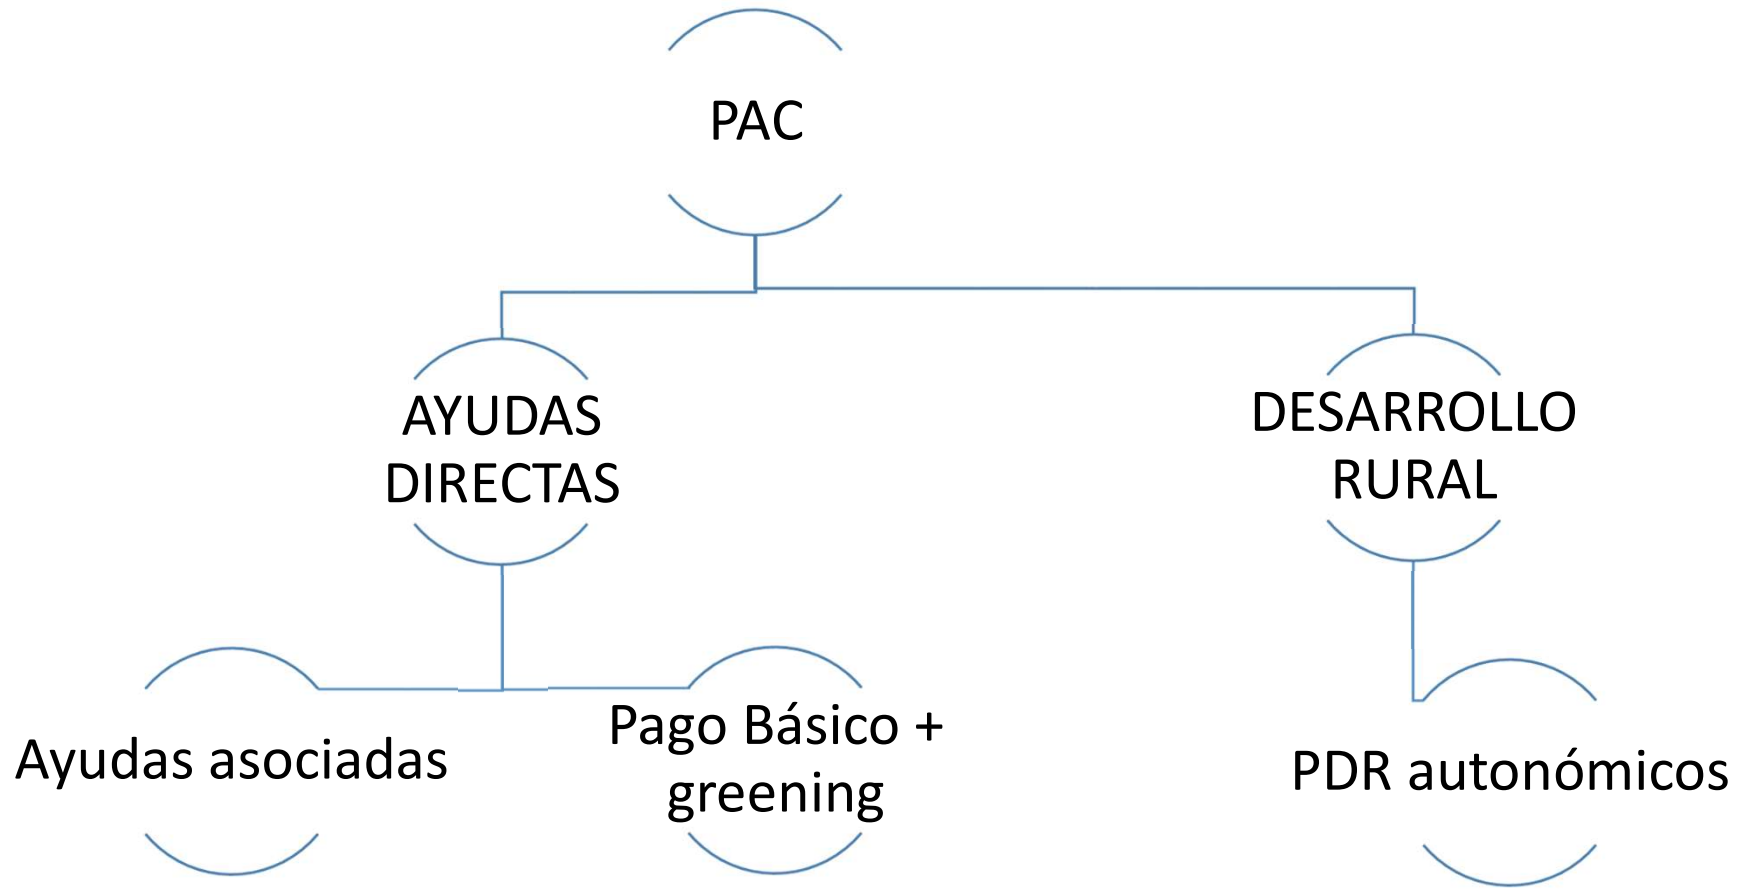 PAC
AYUDAS
DIRECTAS
DESARROLLO
RURAL
Ayudas asociadas
Pago Básico +
greening
PDR autonómicos